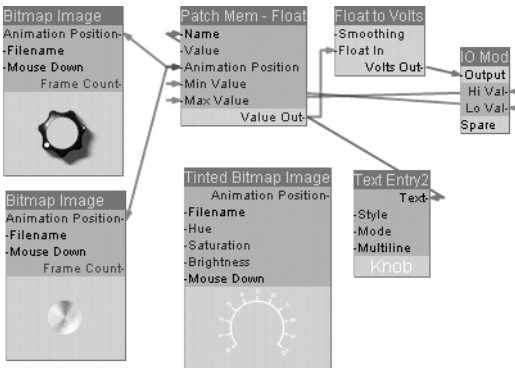 Bitmap Image
Animation Position-
-Filename
-Mouse Down
Frame Count-
Patch Mem - Float
-Name
-Value
-Animation Position
-Min Value
-Max Value
Value Out-
Float to Volts
-Smoothing
-Float In
Volts Out-
IO Mod
-Output
Hi Val-
Lo Val-
Spare
Bitmap Image
Animation Position-
-Filename
-Mouse Down
Frame Count-
Tinted Bitmap Image
Animation Position-
-Filename
-Hue
-Saturation
-Brightness
-Mouse Down
Text Entry2
Text-
-Style
-Mode
-Multiline
Knob